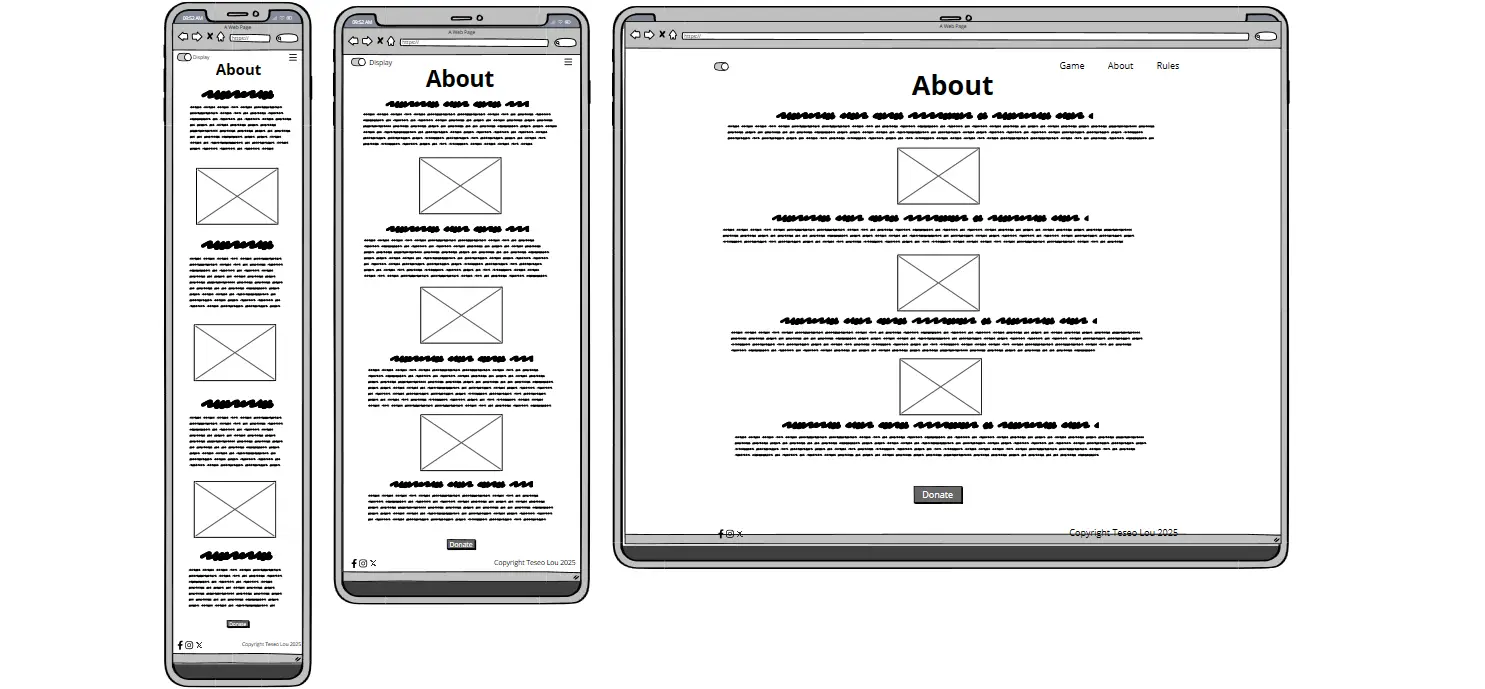 09:52 AM
A Web Page
https://
Display
About
Donate
Copyright Teseo Lou 2025
09:52 AM
A Web Page
https://
Display
About
Donate
Copyright Teseo Lou 2025
A Web Page
https://
Game About Rules
About
Donate
Copyright Teseo Lou 2025